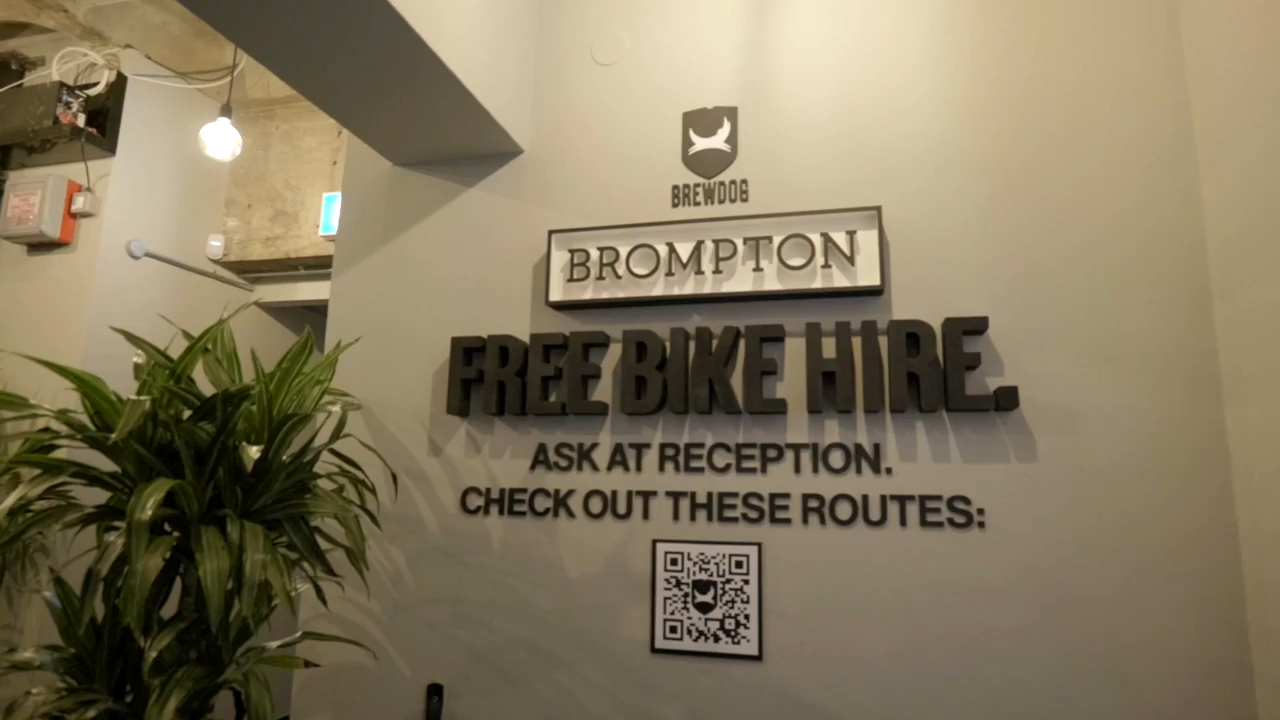 BREWDOG
BROMPTON
FREE BIKE HIRE.
ASK AT RECEPTION.
CHECK OUT THESE ROUTES: